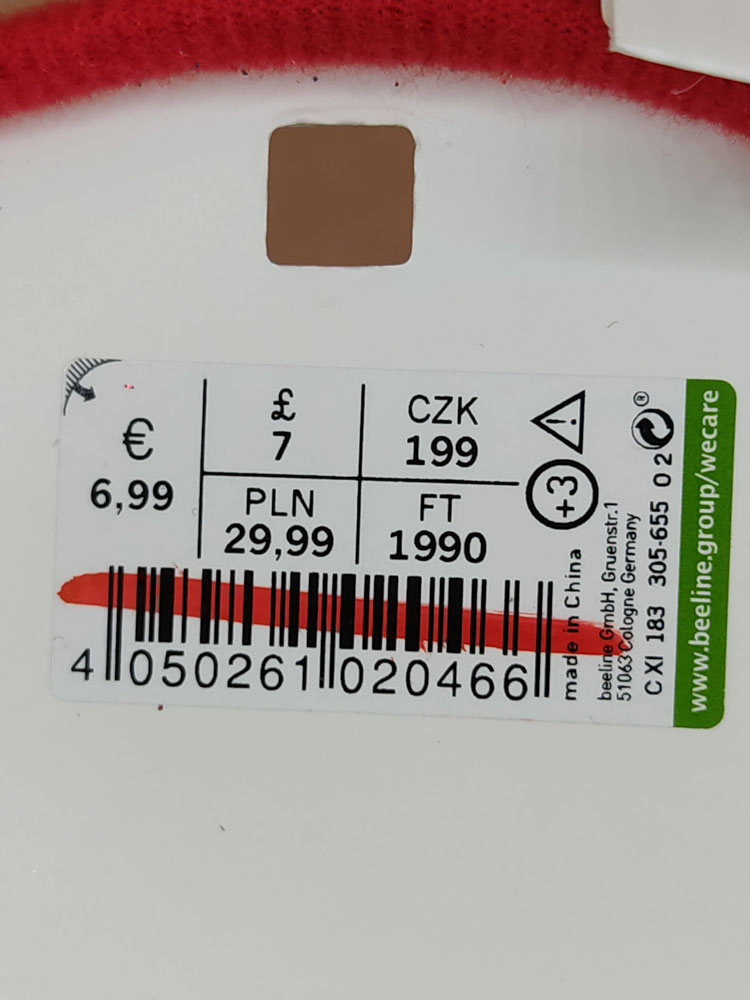 €
6,99
£
7
CZK
199
PLN
29,99
FT
1990
+3
4 050261 020466
made in China
beeline GmbH, Gruenstr.1
51063 Cologne Germany
C XI 183 305-655 02
®
www.beeline.group/wecare